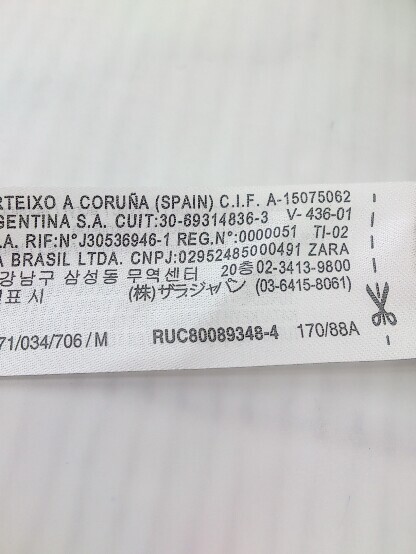 RTEIXO A CORUÑA (SPAIN) C.I.F. A-15075062
GENTINA S.A. CUIT:30-69314836-3 V-436-01
.A. RIF:N°J30536946-1 REG.N°:0000051 TI-02
A BRASIL LTDA. CNPJ:02952485000491 ZARA
강남구 삼성동 무역센터 20층 02-3413-9800
표시 (株)ザラジャパン (03-6415-8061)
71/034/706/M RUC80089348-4 170/88A